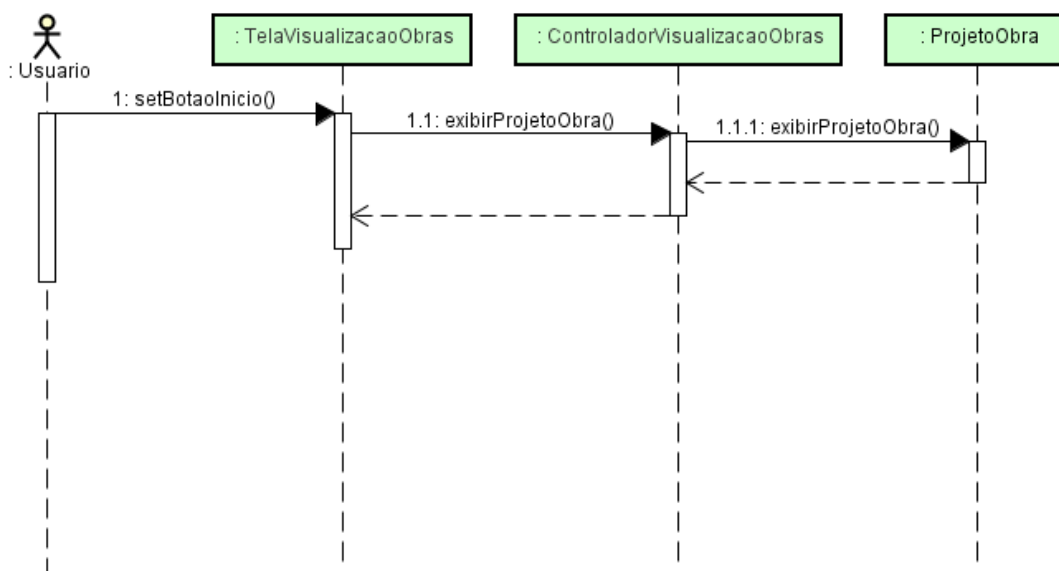 : Usuario
: TelaVisualizacaoObras
: ControladorVisualizacaoObras
: ProjetoObra
1: setBotaoInicio()
1.1: exibirProjetoObra()
1.1.1: exibirProjetoObra()